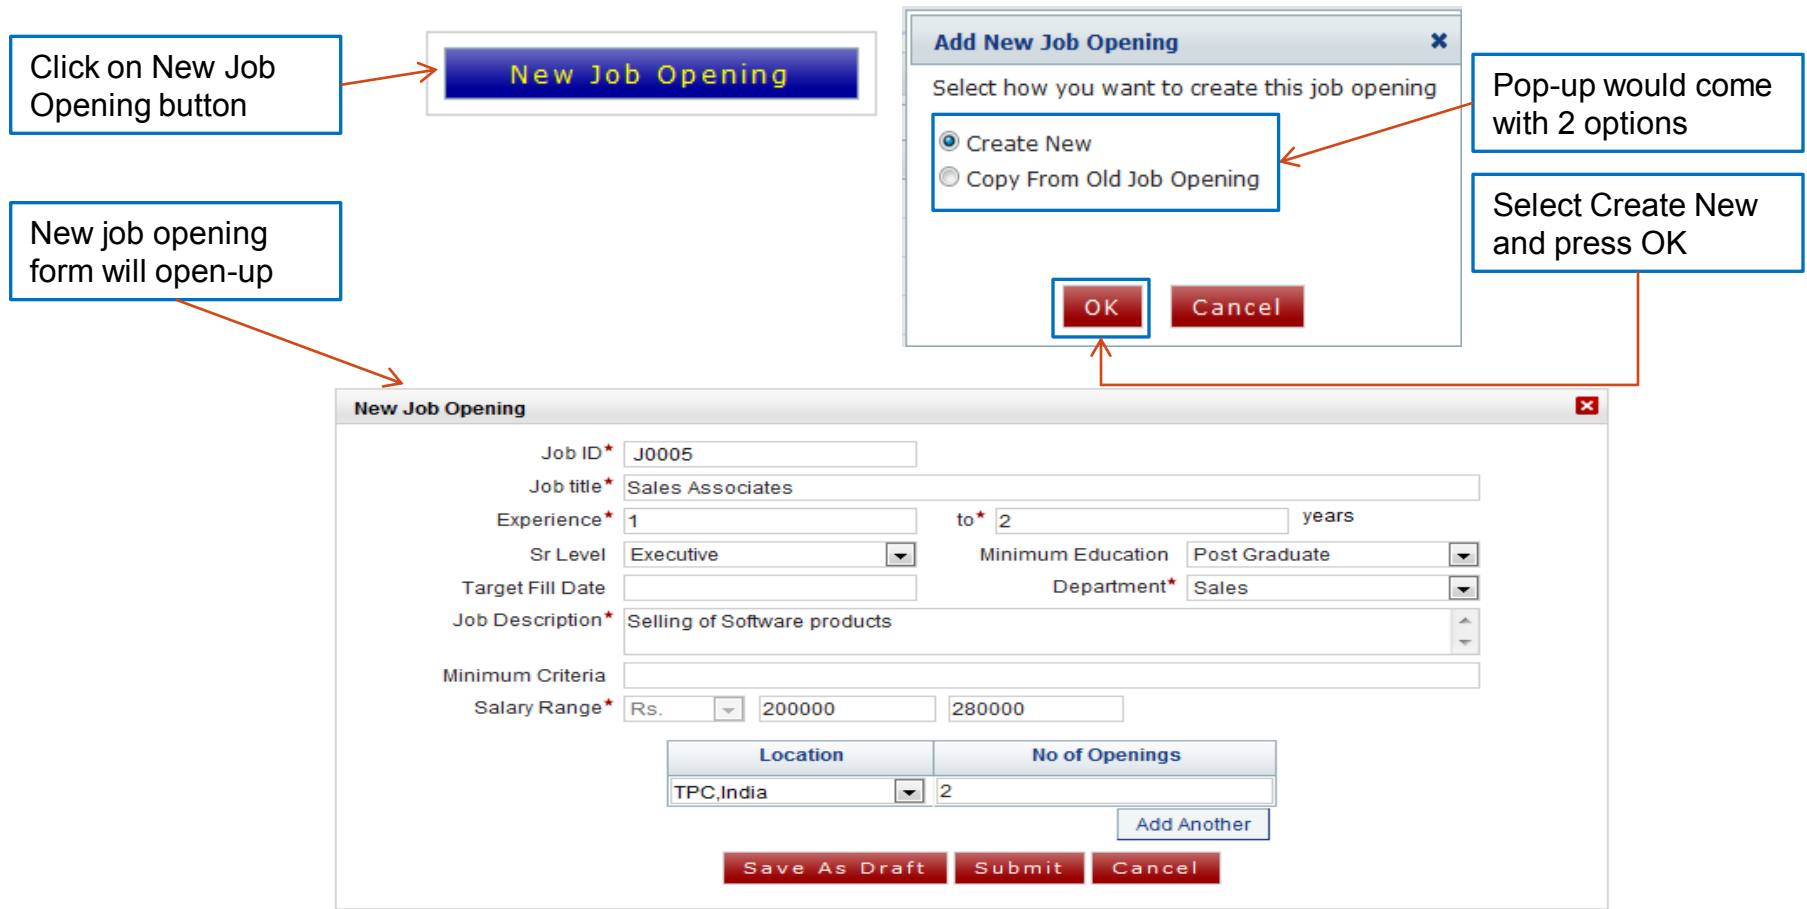 Click on New Job
Opening button
New Job Opening
Add New Job Opening
Select how you want to create this job opening
Create New
Copy From Old Job Opening
OK Cancel
Pop-up would come
with 2 options
Select Create New
and press OK
New job opening
form will open-up
New Job Opening
Job ID* J0005
Job title* Sales Associates
Experience* 1 to* 2 years
Sr Level Executive Minimum Education Post Graduate
Target Fill Date Department* Sales
Job Description* Selling of Software products
Minimum Criteria
Salary Range* Rs. 200000 280000
Location No of Openings
TPC,India 2
Add Another
Save As Draft Submit Cancel